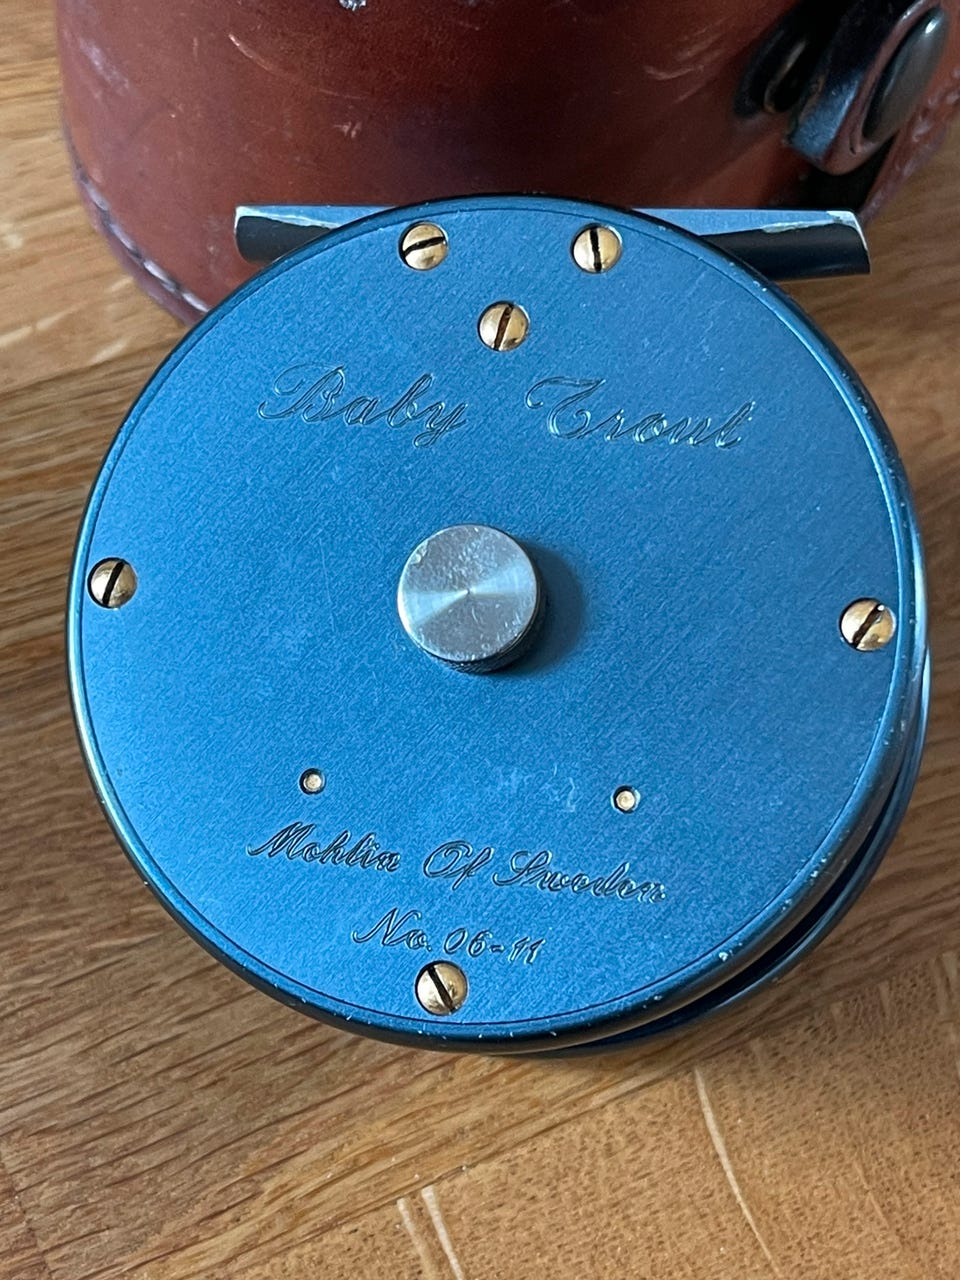 Baby Trout
Mohlin Of Sweden
No. 06-11